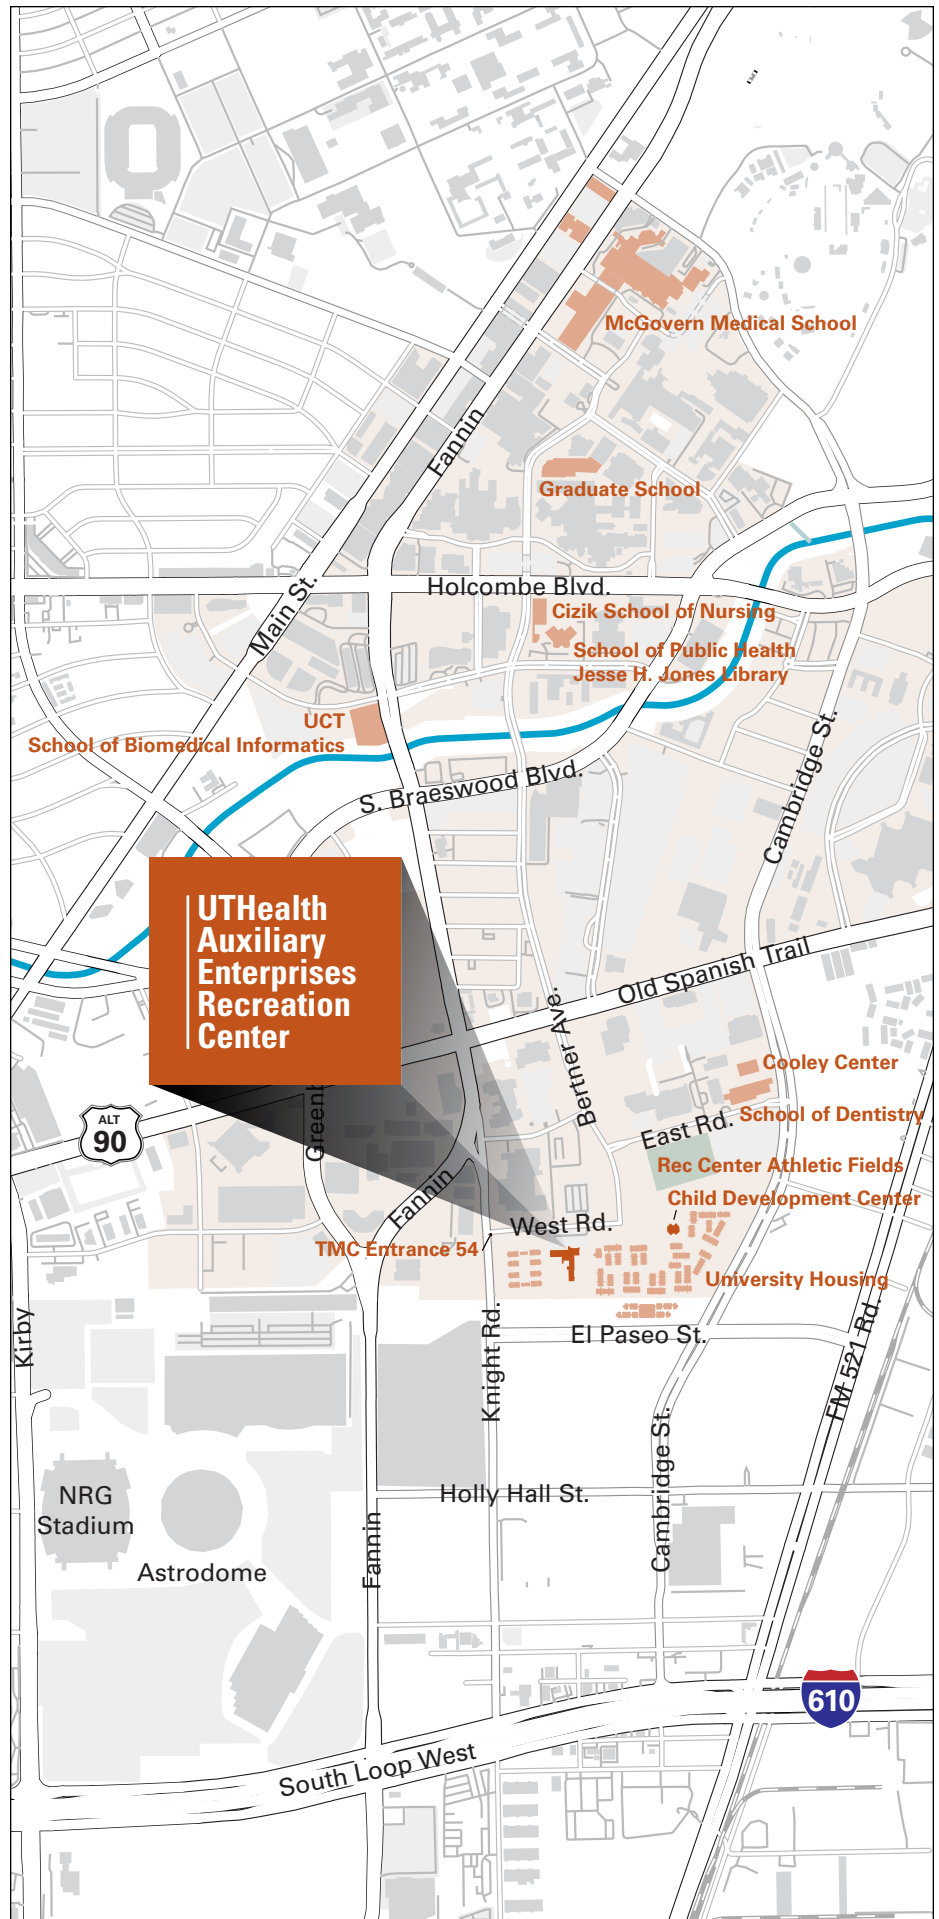 McGovern Medical School
Fannin
Graduate School
Holcombe Blvd.
Main St.
Cizik School of Nursing
School of Public Health
Jesse H. Jones Library
UCT
School of Biomedical Informatics
Cambridge St.
S. Braeswood Blvd.
UTHealth
Auxiliary
Enterprises
Recreation
Center
Old Spanish Trail
Bertner Ave.
Cooley Center
ALT
90
School of Dentistry
East Rd.
Rec Center Athletic Fields
Fannin
Child Development Center
West Rd.
TMC Entrance 54
University Housing
Kirby
El Paseo St.
Knight Rd.
FM 521 Rd.
Cambridge St.
NRG
Stadium
Holly Hall St.
Astrodome
Fannin
610
South Loop West